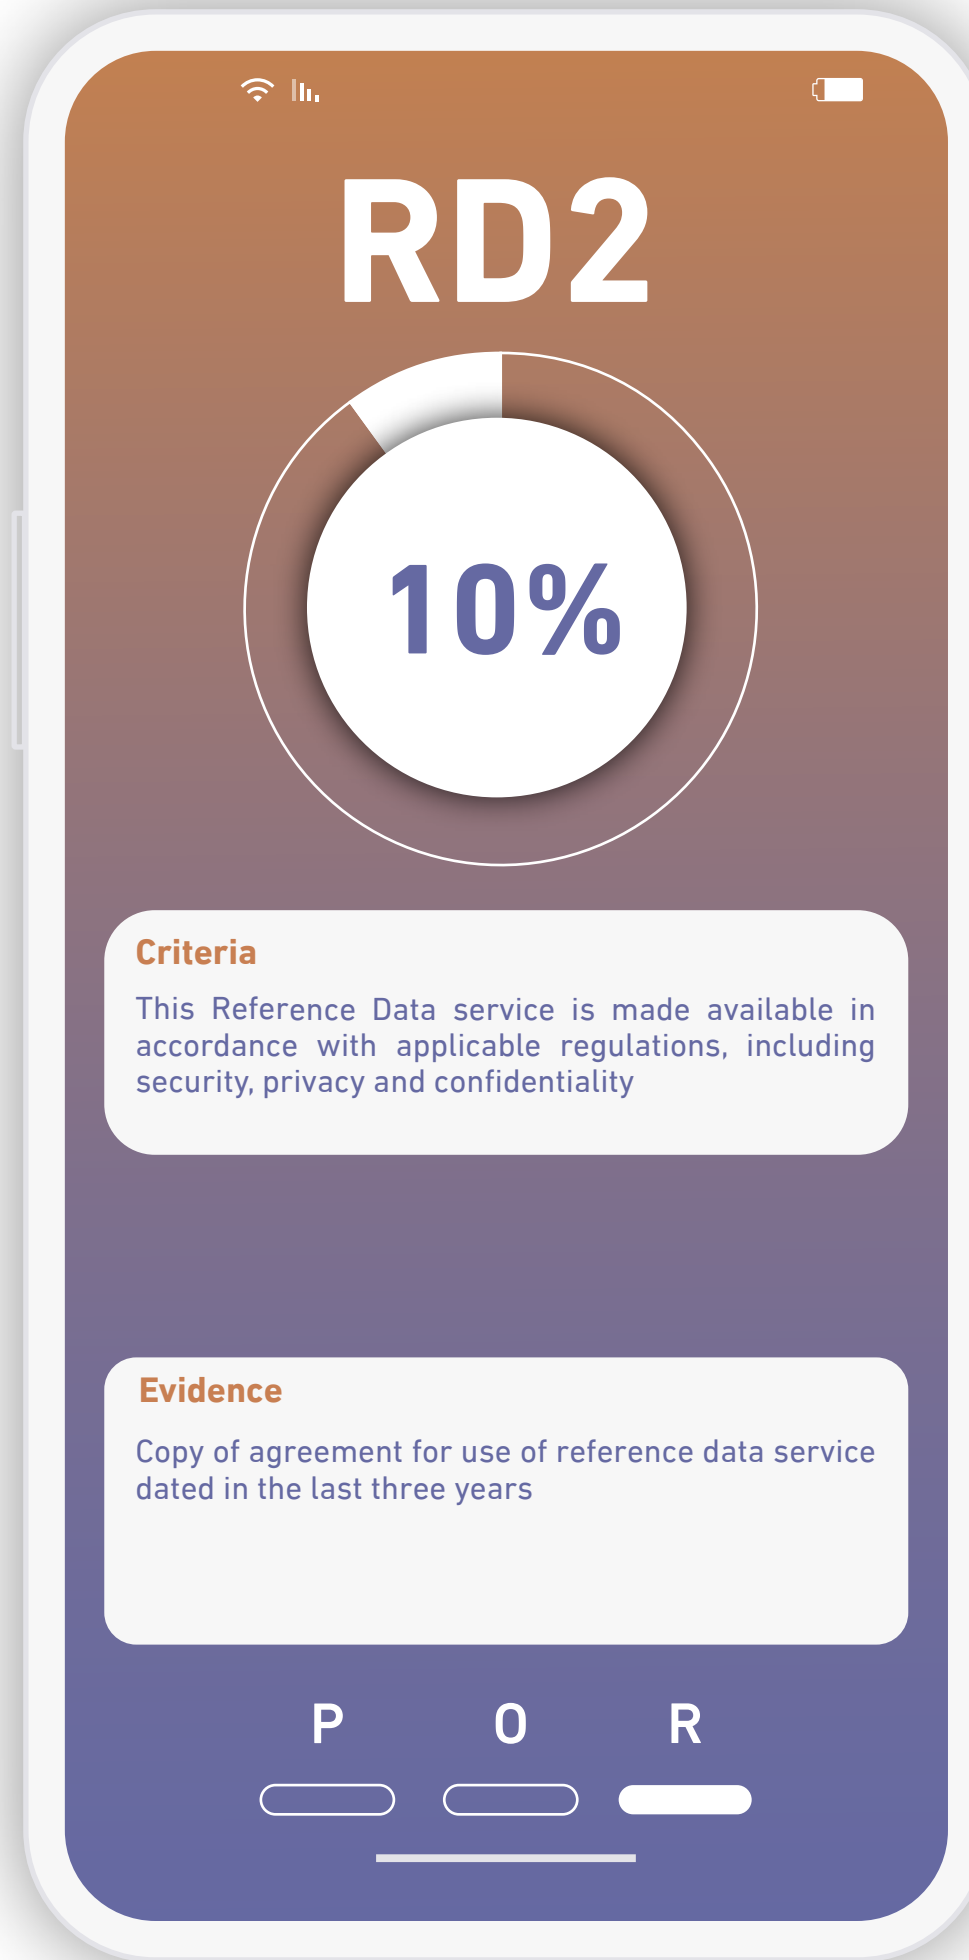 RD2
10%
Criteria
This Reference Data service is made available in
accordance with applicable regulations, including
security, privacy and confidentiality
Evidence
Copy of agreement for use of reference data service
dated in the last three years
P O R